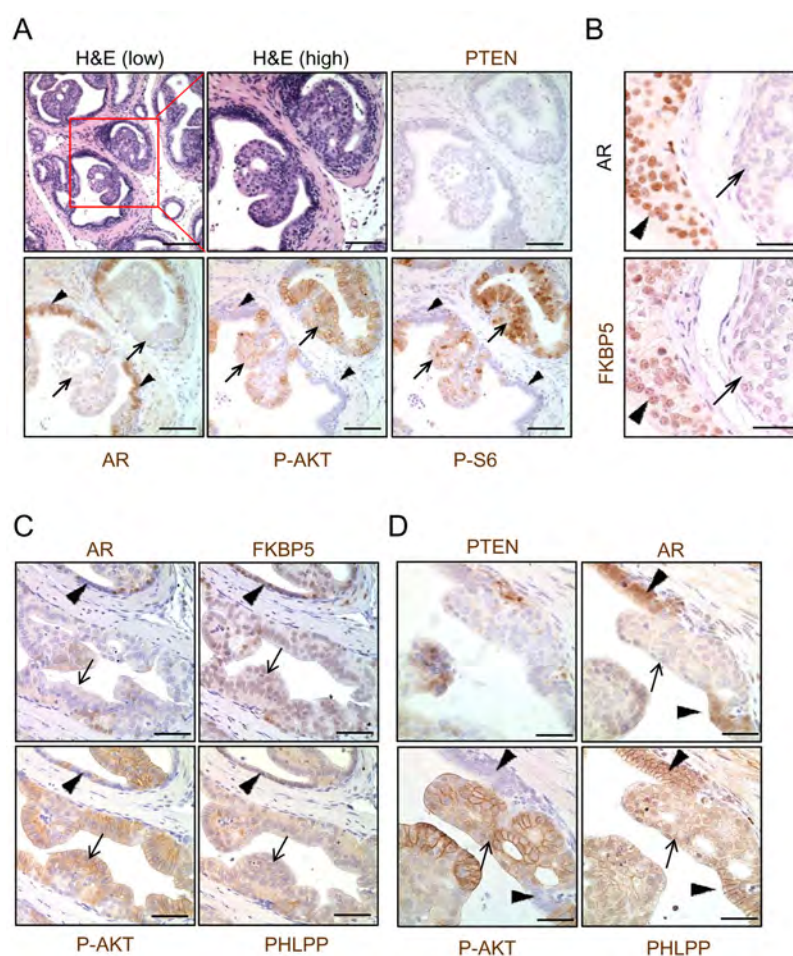 A
H&E (low)
H&E (high)
PTEN
AR
P-AKT
P-S6
B
AR
FKBP5
C
AR
FKBP5
P-AKT
PHLPP
D
PTEN
AR
P-AKT
PHLPP